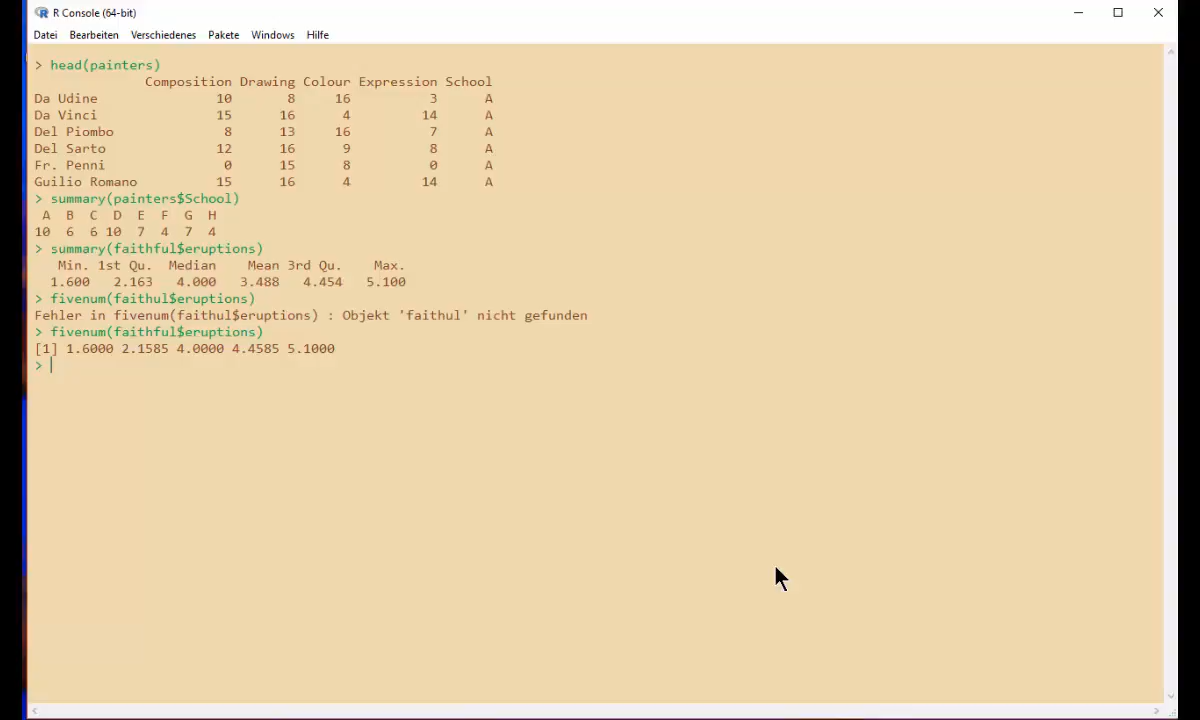 R Console (64-bit)
Datei Bearbeiten Verschiedenes Pakete Windows Hilfe
> head(painters)
              Composition Drawing Colour Expression School
Da Udine               10       8     16          3      A
Da Vinci               15      16      4         14      A
Del Piombo              8      13     16          7      A
Del Sarto              12      16      9          8      A
Fr. Penni               0      15      8          0      A
Guilio Romano          15      16      4         14      A
> summary(painters$School)
 A  B  C  D  E  F  G  H
10  6  6 10  7  4  7  4
> summary(faithful$eruptions)
   Min. 1st Qu.  Median    Mean 3rd Qu.    Max.
  1.600   2.163   4.000   3.488   4.454   5.100
> fivenum(faithul$eruptions)
Fehler in fivenum(faithul$eruptions) : Objekt 'faithul' nicht gefunden
> fivenum(faithful$eruptions)
[1] 1.6000 2.1585 4.0000 4.4585 5.1000
>